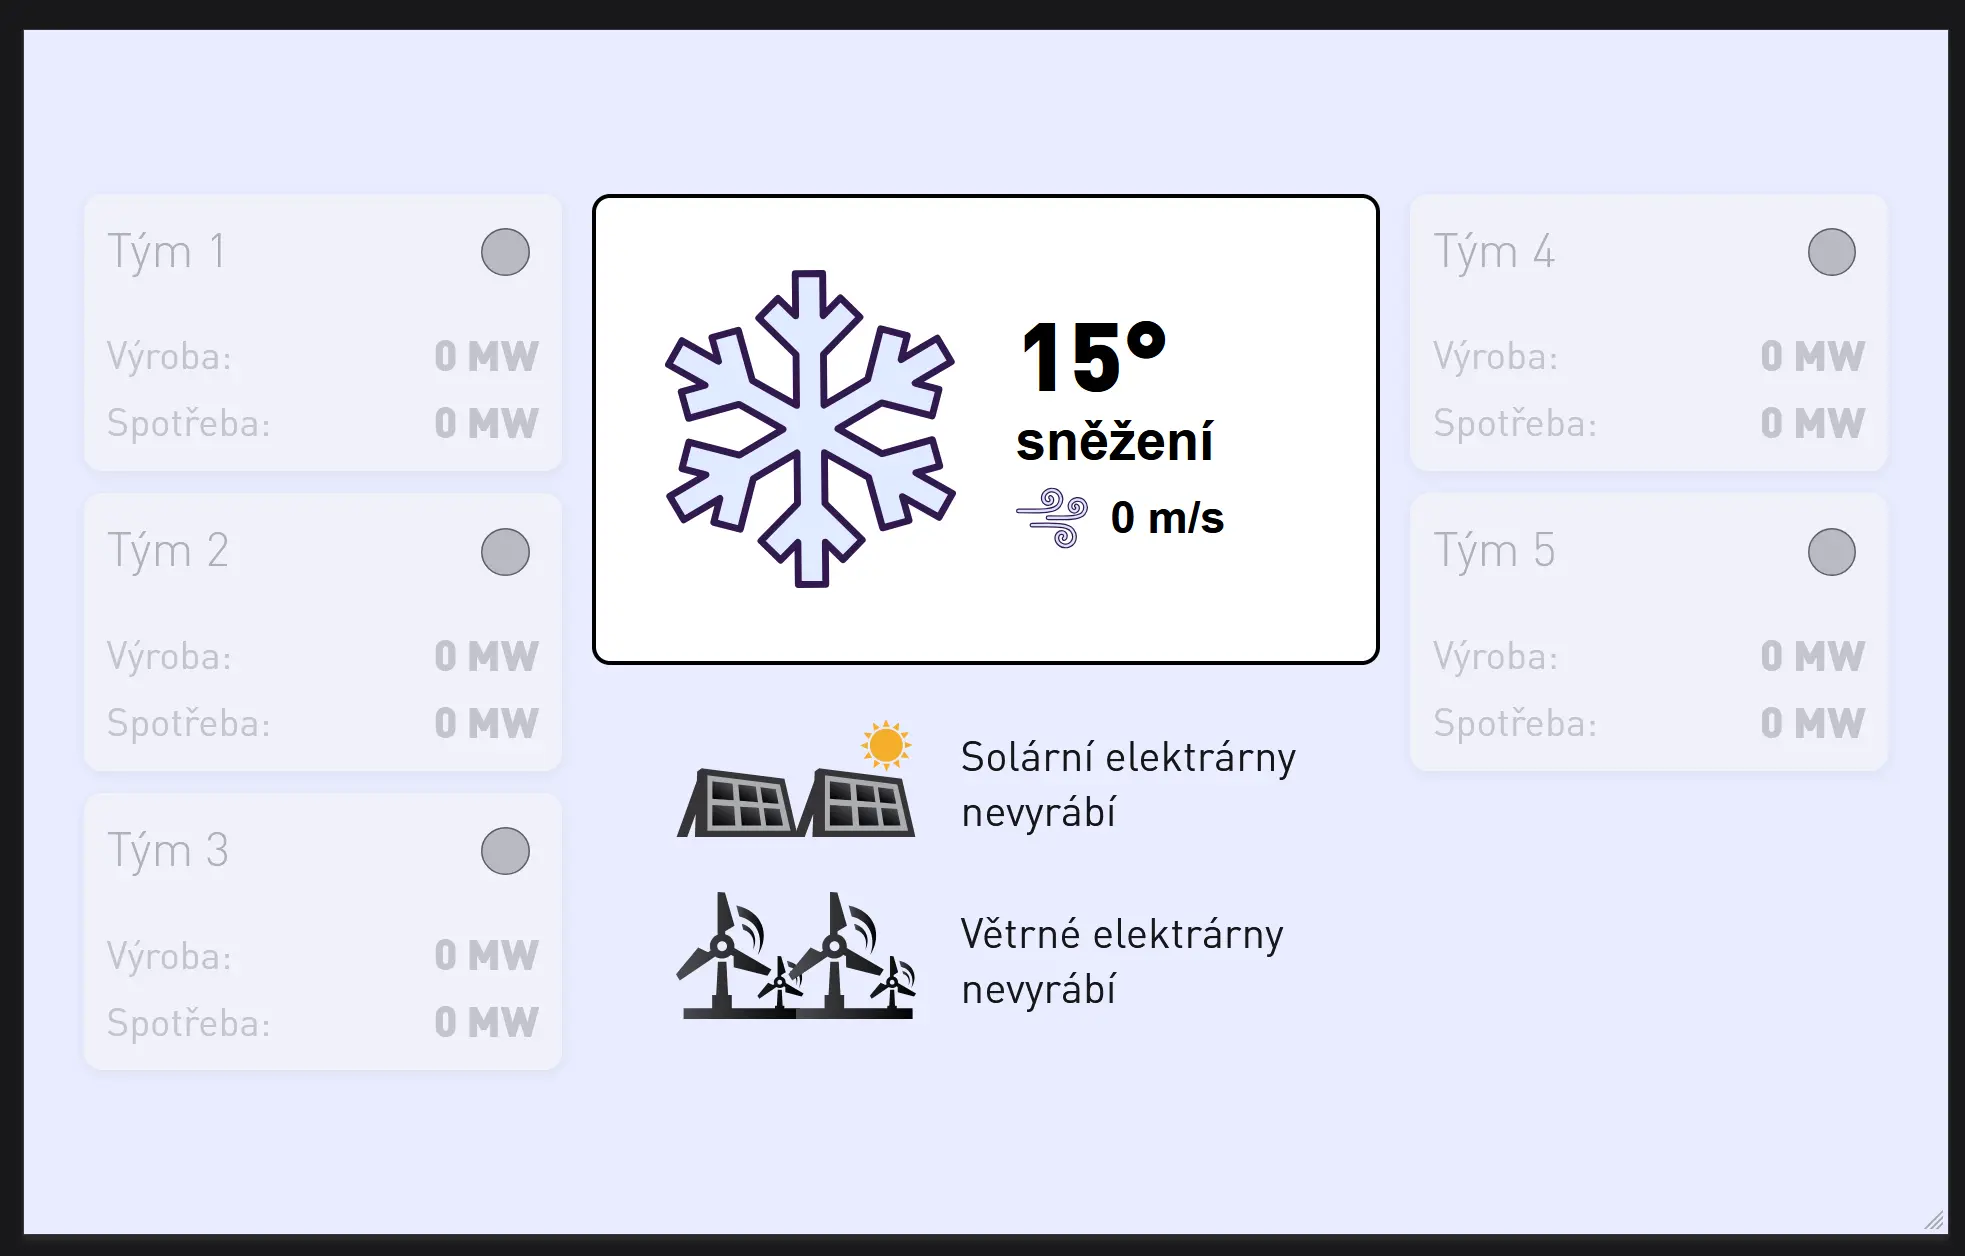 Tým 1
Výroba: 0 MW
Spotřeba: 0 MW
Tým 2
Výroba: 0 MW
Spotřeba: 0 MW
Tým 3
Výroba: 0 MW
Spotřeba: 0 MW
15°
sněžení
0 m/s
Solární elektrárny
nevyrábí
Větrné elektrárny
nevyrábí
Tým 4
Výroba: 0 MW
Spotřeba: 0 MW
Tým 5
Výroba: 0 MW
Spotřeba: 0 MW